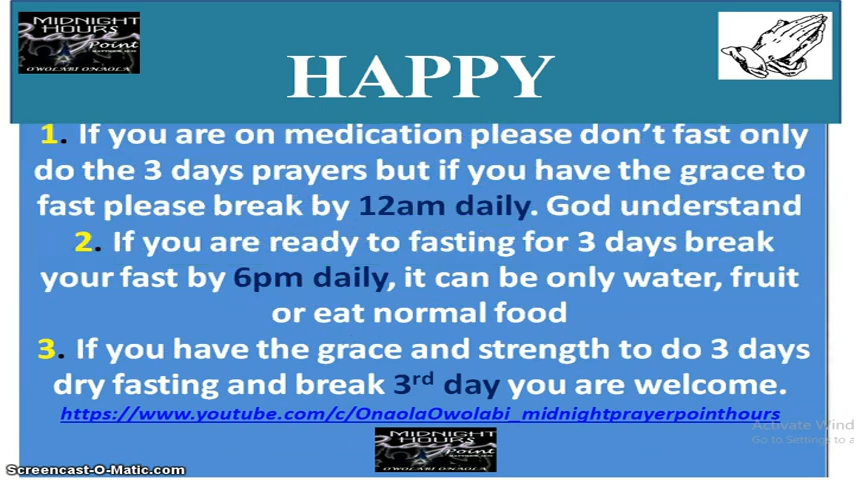 MIDNIGHT
HOURS
Point
OWOLABI ONAOLA
HAPPY
1. If you are on medication please don't fast only
do the 3 days prayers but if you have the grace to
fast please break by 12am daily. God understand
2. If you are ready to fasting for 3 days break
your fast by 6pm daily, it can be only water, fruit
or eat normal food
3. If you have the grace and strength to do 3 days
dry fasting and break 3rd day you are welcome.
https://www.youtube.com/c/OnaolaOwolabi_midnightprayerpointhours
MIDNIGHT
HOURS
Point
OWOLABI ONAOLA
Activate Wind
Go to Settings to a
Screencast-O-Matic.com